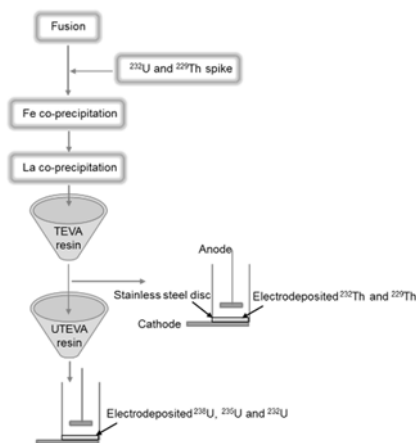 Fusion
²³²U and ²²⁹Th spike
Fe co-precipitation
La co-precipitation
TEVA
resin
Anode
Stainless steel disc
Electrodeposited ²³²Th and ²²⁹Th
Cathode
UTEVA
resin
Electrodeposited ²³⁸U, ²³⁵U and ²³²U